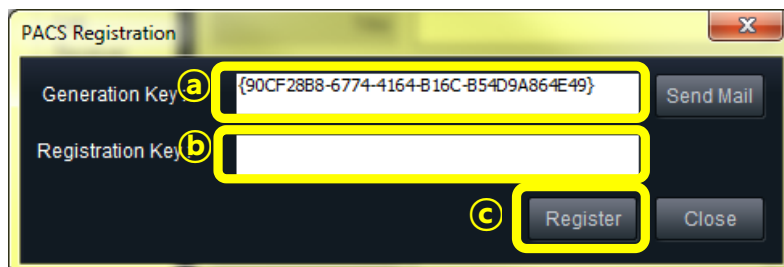 PACS Registration
ⓐ
Generation Key : {90CF28B8-6774-4164-B16C-B54D9A864E49} Send Mail
ⓑ
Registration Key :
ⓒ
Register Close